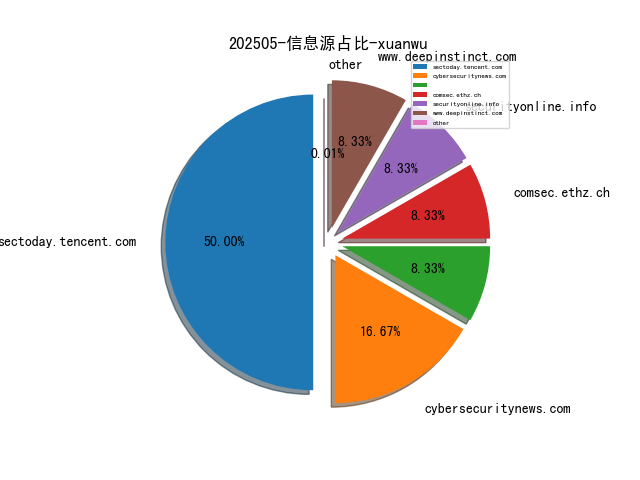 202505-信息源占比-xuanwu
other
www.deepinstinct.com
securityonline.info
comsec.ethz.ch
cybersecuritynews.com
sectoday.tencent.com
50.00%
16.67%
8.33%
8.33%
8.33%
8.33%
0.01%
sectoday.tencent.com
cybersecuritynews.com
comsec.ethz.ch
securityonline.info
www.deepinstinct.com
other